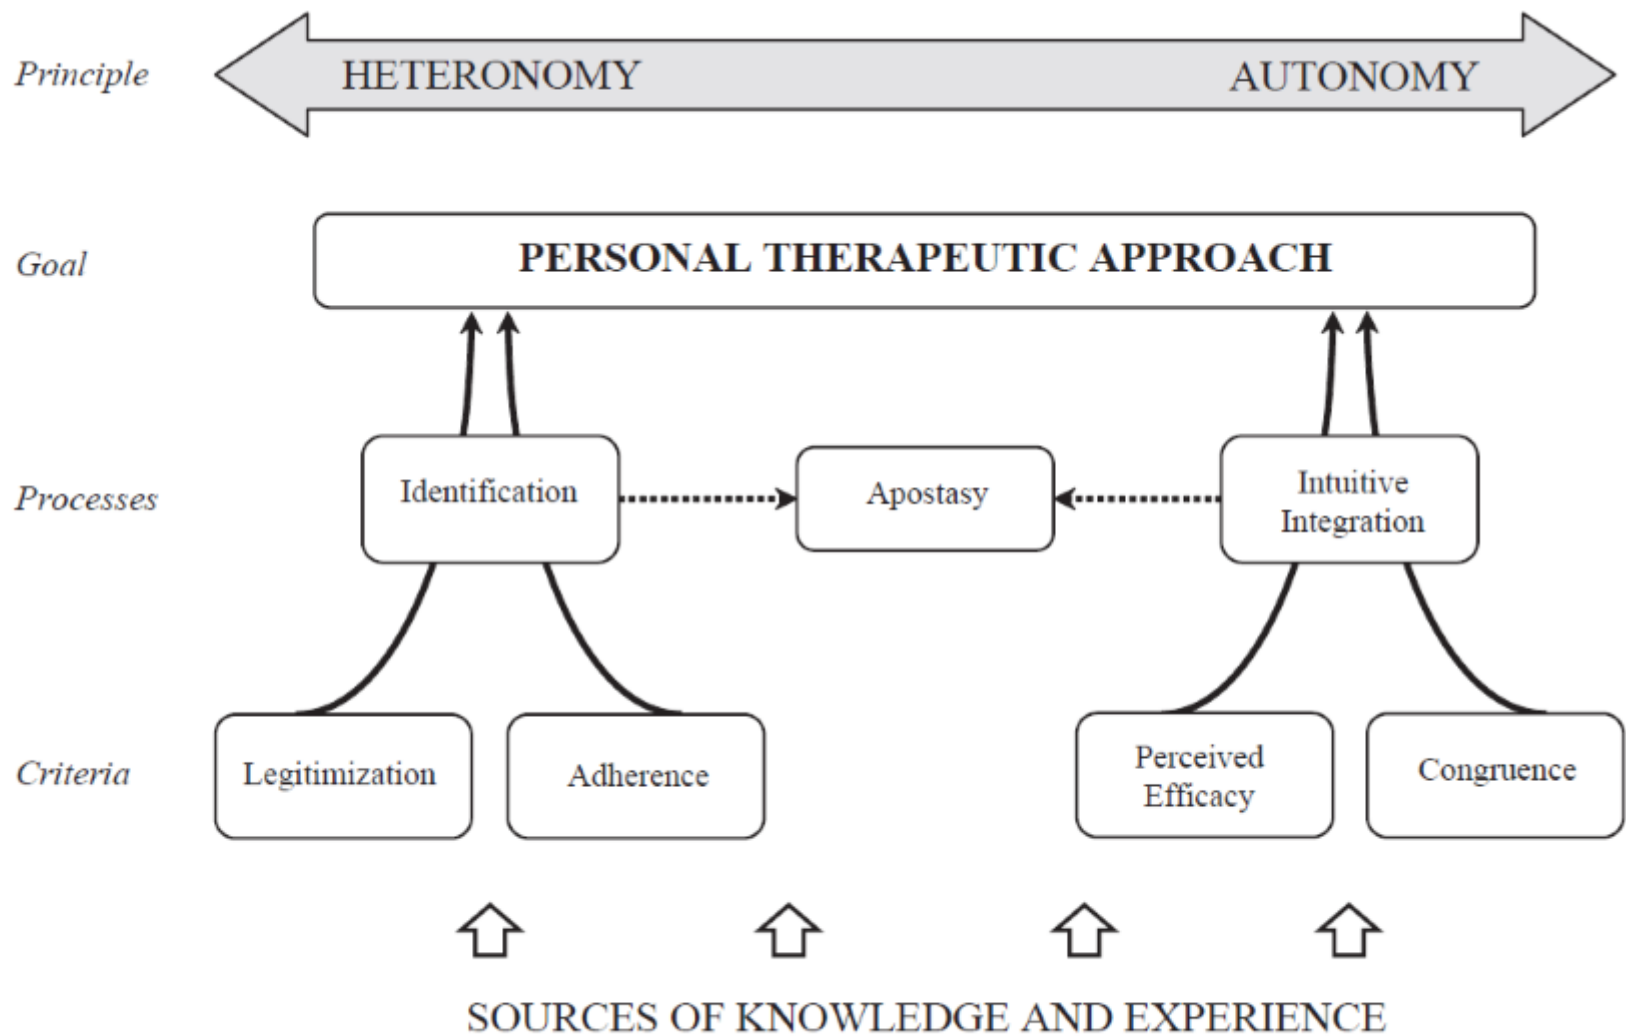 Principle
HETERONOMY
AUTONOMY
Goal
PERSONAL THERAPEUTIC APPROACH
Processes
Identification
Apostasy
Intuitive
Integration
Criteria
Legitimization
Adherence
Perceived
Efficacy
Congruence
SOURCES OF KNOWLEDGE AND EXPERIENCE